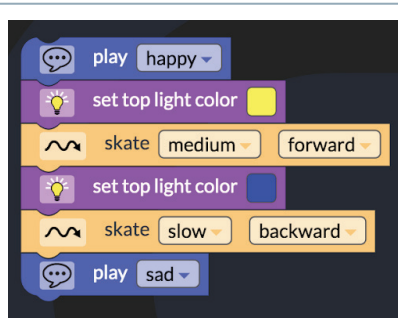 play happy
set top light color
skate medium forward
set top light color
skate slow backward
play sad